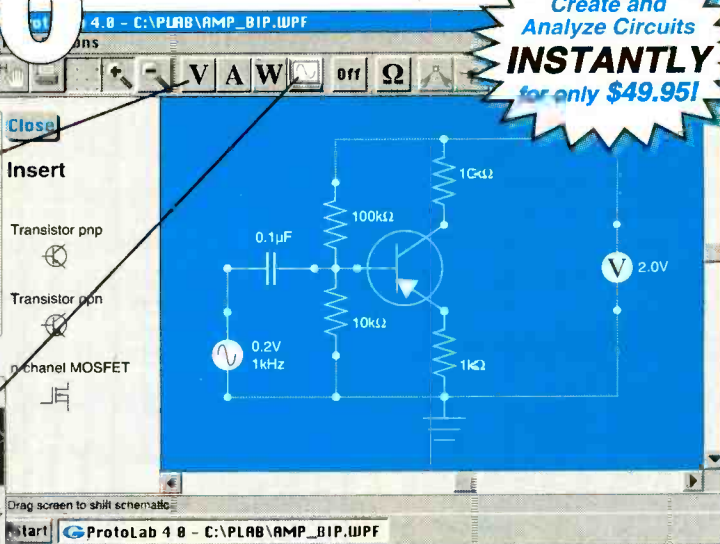 Create and
Analyze Circuits
INSTANTLY
for only $49.95!
4.0 - C:\PLAB\AMP_BIP.WPF
V A W Off Ω
Close
Insert
Transistor pnp
Transistor npn
n-chanel MOSFET
0.1µF
100kΩ
10kΩ
10kΩ
1kΩ
0.2V
1kHz
V 2.0V
Drag screen to shift schematic
Start ProtoLab 4 0 - C:\PLAB\AMP_BIP.WPF